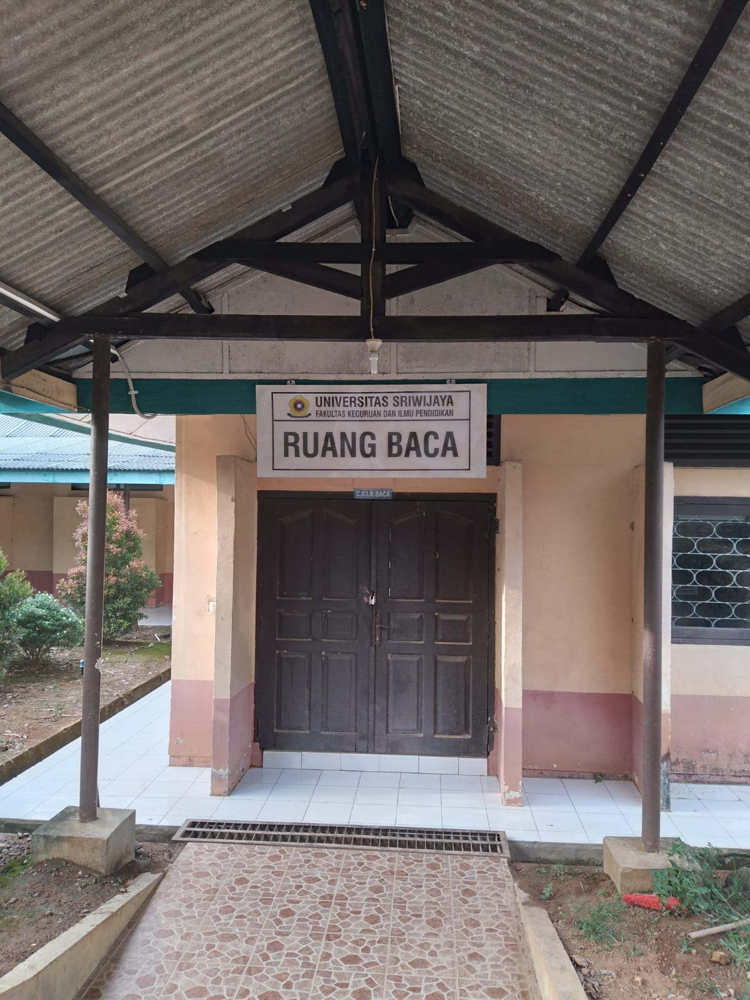 UNIVERSITAS SRIWIJAYA
FAKULTAS KEGURUAN DAN ILMU PENDIDIKAN
RUANG BACA
C.03.R.BACA